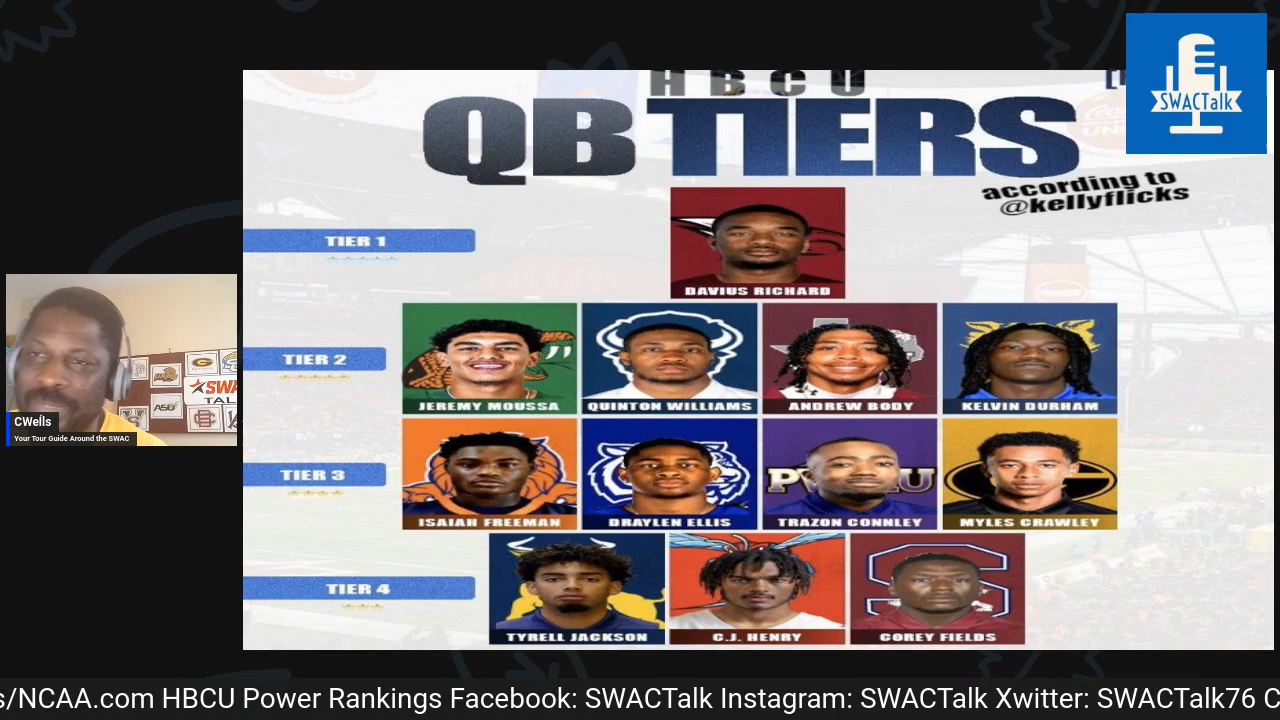 HBCU
QB TIERS
according to
@kellyflicks
SWACTalk
TIER 1
DAVIUS RICHARD
TIER 2
JEREMY MOUSSA
QUINTON WILLIAMS
ANDREW BODY
KELVIN DURHAM
TIER 3
ISAIAH FREEMAN
DRAYLEN ELLIS
TRAZON CONNLEY
MYLES CRAWLEY
TIER 4
TYRELL JACKSON
C.J. HENRY
COREY FIELDS
CWells
Your Tour Guide Around the SWAC
s/NCAA.com HBCU Power Rankings Facebook: SWACTalk Instagram: SWACTalk Xwitter: SWACTalk76 C